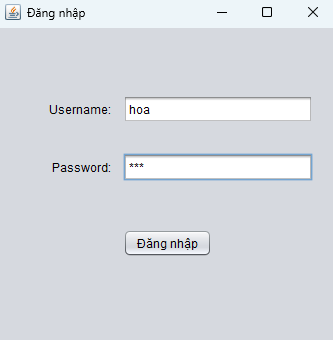 Đăng nhập
Username: hoa
Password: ***
Đăng nhập